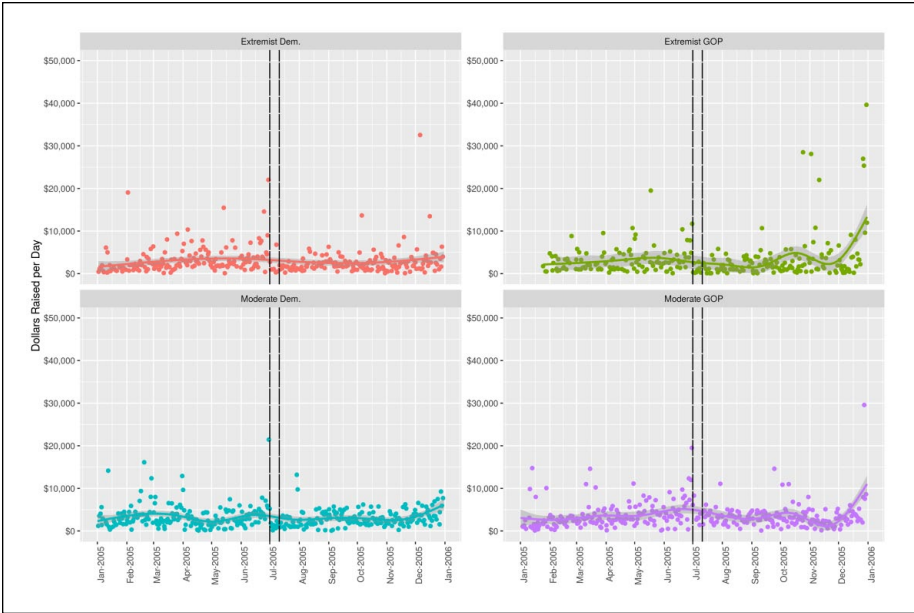 Extremist Dem.
Extremist GOP
$50,000
$40,000
$30,000
$20,000
$10,000
$0
$50,000
$40,000
$30,000
$20,000
$10,000
$0
Dollars Raised per Day
Moderate Dem.
Moderate GOP
$50,000
$40,000
$30,000
$20,000
$10,000
$0
$50,000
$40,000
$30,000
$20,000
$10,000
$0
Jan-2005
Feb-2005
Mar-2005
Apr-2005
May-2005
Jun-2005
Jul-2005
Aug-2005
Sep-2005
Oct-2005
Nov-2005
Dec-2005
Jan-2006
Jan-2005
Feb-2005
Mar-2005
Apr-2005
May-2005
Jun-2005
Jul-2005
Aug-2005
Sep-2005
Oct-2005
Nov-2005
Dec-2005
Jan-2006